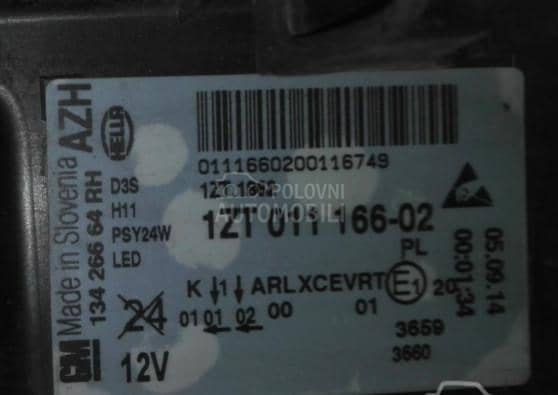 GM Made in Slovenia AZH
134 266 64 RH
HELLA
D3S
H11
PSY24W
LED
0111660200116749
POLOVNI
AUTOMOBILI
1ZT 011 166-02
PL
05.09.14
00:01:34
K 1 ARLXCEVRT E1
01 01 02 00 01
24
12V
3659
3660